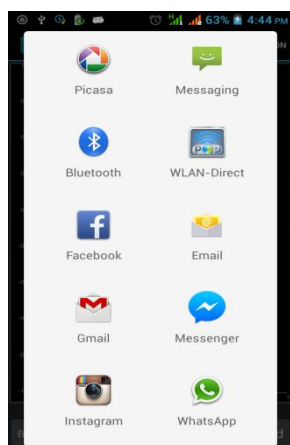 63% 4:44 PM
Picasa Messaging
Bluetooth WLAN-Direct
Facebook Email
Gmail Messenger
Instagram WhatsApp